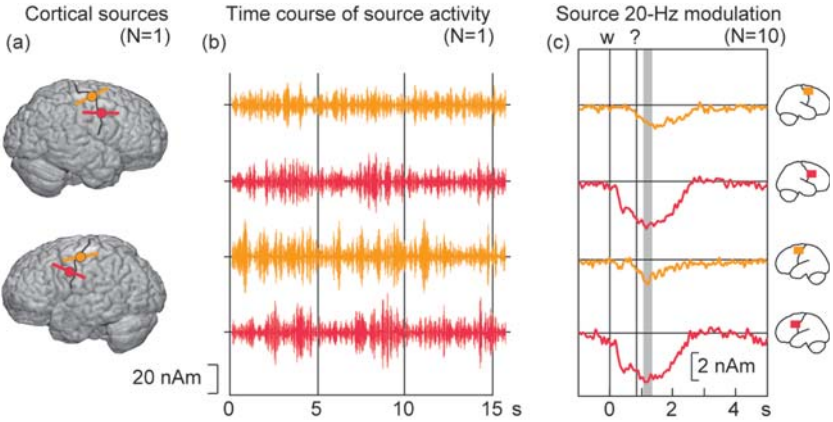 Cortical sources
(a) (N=1)
Time course of source activity
(b) (N=1)
Source 20-Hz modulation
(c) w ? (N=10)
20 nAm
2 nAm
0 5 10 15 s
0 2 4 s